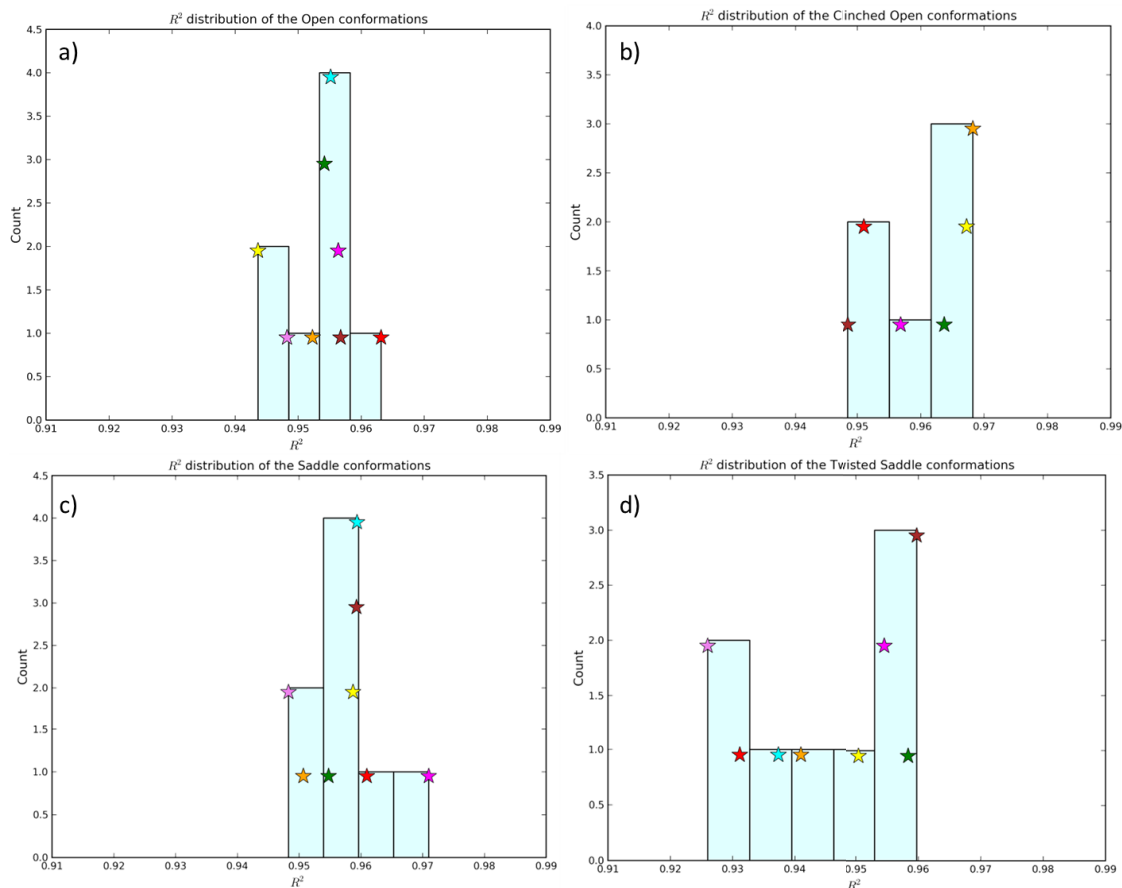 R² distribution of the Open conformations
a)
4.5
4.0
3.5
3.0
2.5
2.0
1.5
1.0
0.5
0.0
Count
0.91 0.92 0.93 0.94 0.95 0.96 0.97 0.98 0.99
R²
R² distribution of the Cinched Open conformations
b)
4.0
3.5
3.0
2.5
2.0
1.5
1.0
0.5
0.0
Count
0.91 0.92 0.93 0.94 0.95 0.96 0.97 0.98 0.99
R²
R² distribution of the Saddle conformations
c)
4.5
4.0
3.5
3.0
2.5
2.0
1.5
1.0
0.5
0.0
Count
0.91 0.92 0.93 0.94 0.95 0.96 0.97 0.98 0.99
R²
R² distribution of the Twisted Saddle conformations
d)
3.5
3.0
2.5
2.0
1.5
1.0
0.5
0.0
Count
0.91 0.92 0.93 0.94 0.95 0.96 0.97 0.98 0.99
R²